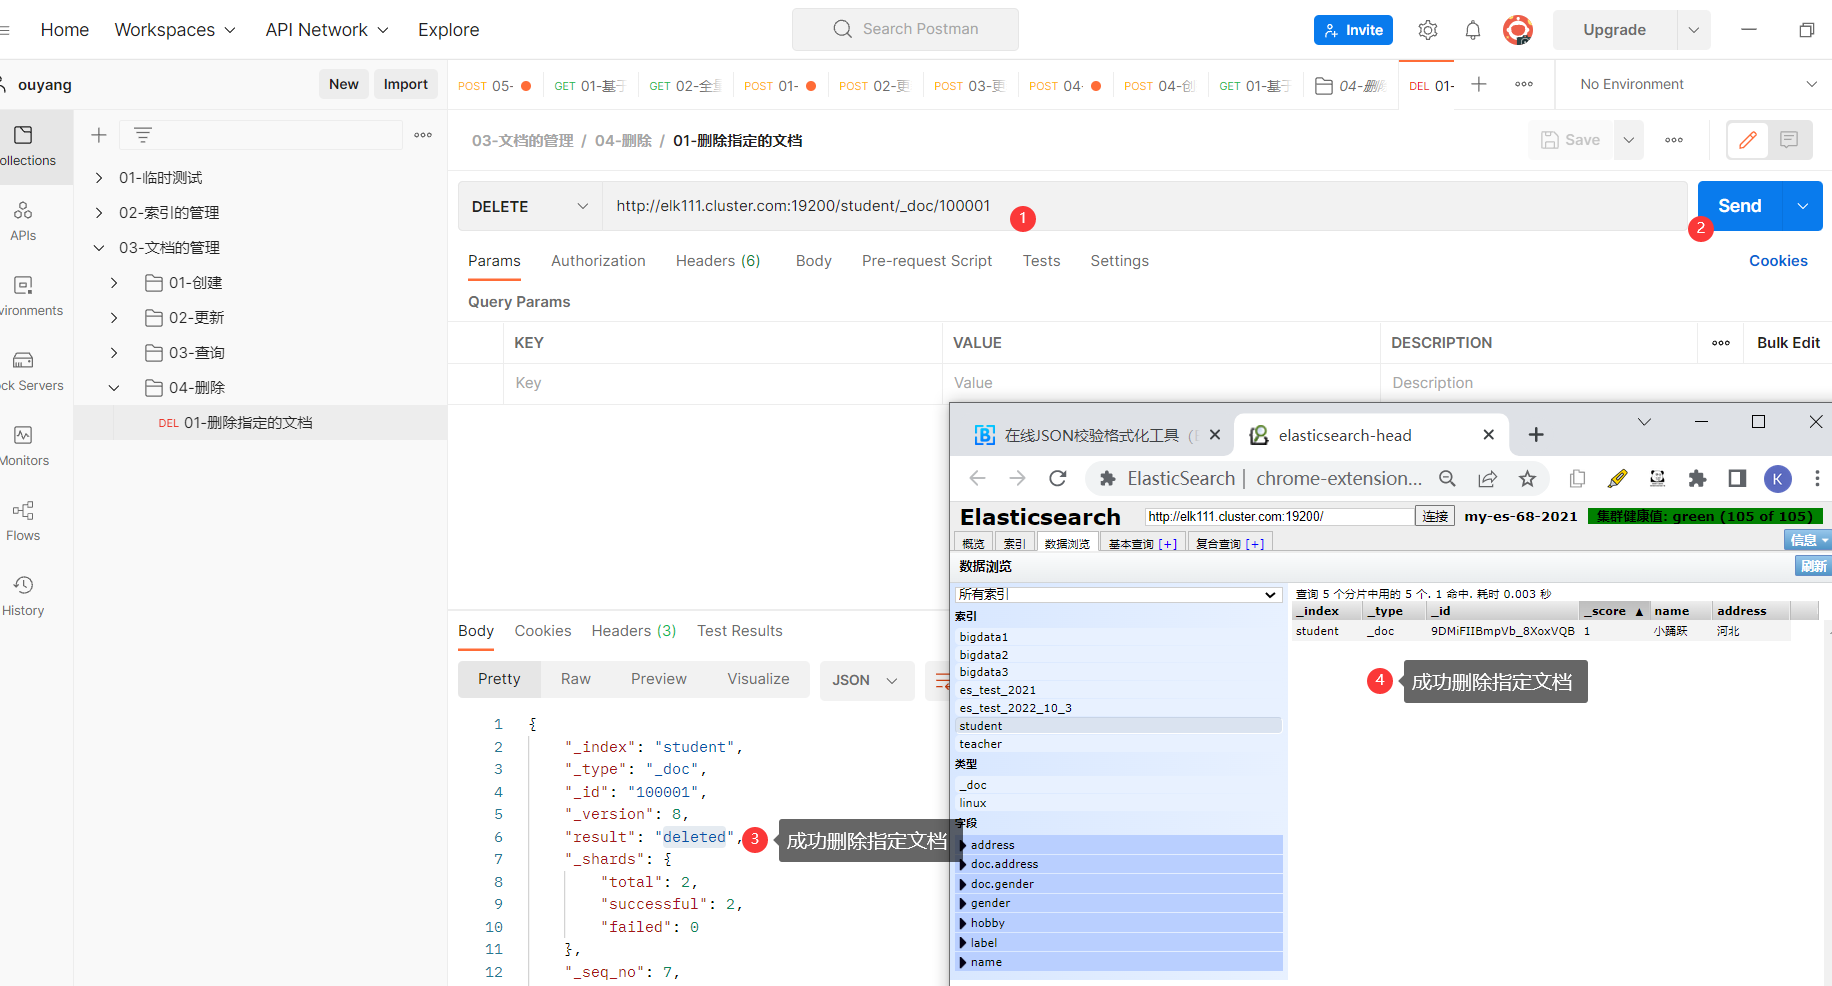 Home Workspaces API Network Explore Search Postman Invite Upgrade
ouyang New Import
POST 05- GET 01-基于 GET 02-全量 POST 01- POST 02-更 POST 03-更 POST 04- POST 04-创 GET 01-基于 04-删除 DEL 01- No Environment
ollections
APIs
vironments
ck Servers
Monitors
Flows
History
01-临时测试
02-索引的管理
03-文档的管理
01-创建
02-更新
03-查询
04-删除
DEL 01-删除指定的文档
03-文档的管理 / 04-删除 / 01-删除指定的文档 Save
DELETE http://elk111.cluster.com:19200/student/_doc/100001 1 Send
2
Params Authorization Headers (6) Body Pre-request Script Tests Settings Cookies
Query Params
KEY VALUE DESCRIPTION Bulk Edit
Key Value Description
Body Cookies Headers (3) Test Results
Pretty Raw Preview Visualize JSON
1 {
2 "_index": "student",
3 "_type": "_doc",
4 "_id": "100001",
5 "_version": 8,
6 "result": "deleted", 3 成功删除指定文档
7 "_shards": {
8 "total": 2,
9 "successful": 2,
10 "failed": 0
11 },
12 "_seq_no": 7,
在线JSON校验格式化工具 elasticsearch-head
ElasticSearch | chrome-extension... K
Elasticsearch http://elk111.cluster.com:19200/ 连接 my-es-68-2021 集群健康值: green (105 of 105)
概览 索引 数据浏览 基本查询 [+] 复合查询 [+] 信息
数据浏览 刷新
所有索引
索引
bigdata1
bigdata2
bigdata3
es_test_2021
es_test_2022_10_3
student
teacher
类型
_doc
linux
字段
address
doc.address
doc.gender
gender
hobby
label
name
查询 5 个分片中用的 5 个. 1 命中. 耗时 0.003 秒
_index _type _id _score ▲ name address
student _doc 9DMiFIIBmpVb_8XoxVQB 1 小踊跃 河北
4 成功删除指定文档